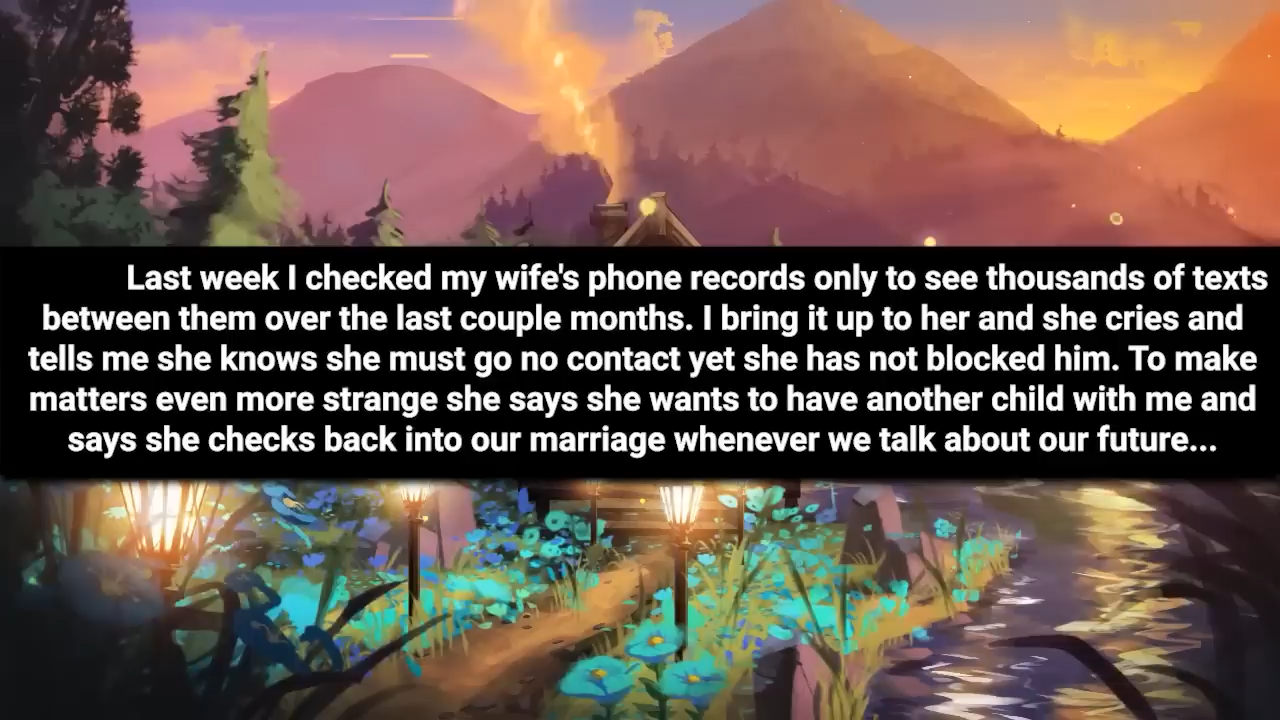 Last week I checked my wife's phone records only to see thousands of texts
between them over the last couple months. I bring it up to her and she cries and
tells me she knows she must go no contact yet she has not blocked him. To make
matters even more strange she says she wants to have another child with me and
says she checks back into our marriage whenever we talk about our future...